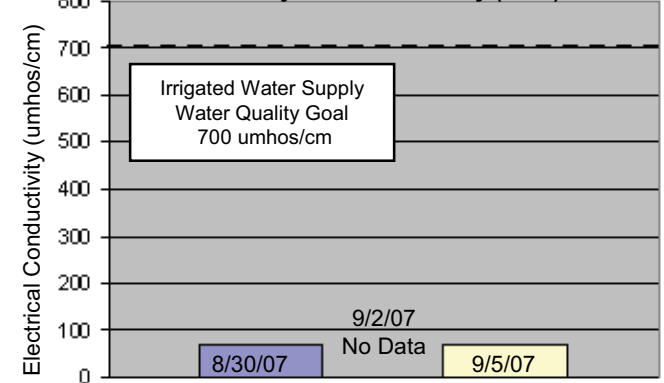 800
700
600
500
400
300
200
100
0
Electrical Conductivity (umhos/cm)
Irrigated Water Supply
Water Quality Goal
700 umhos/cm
9/2/07
No Data
8/30/07
9/5/07